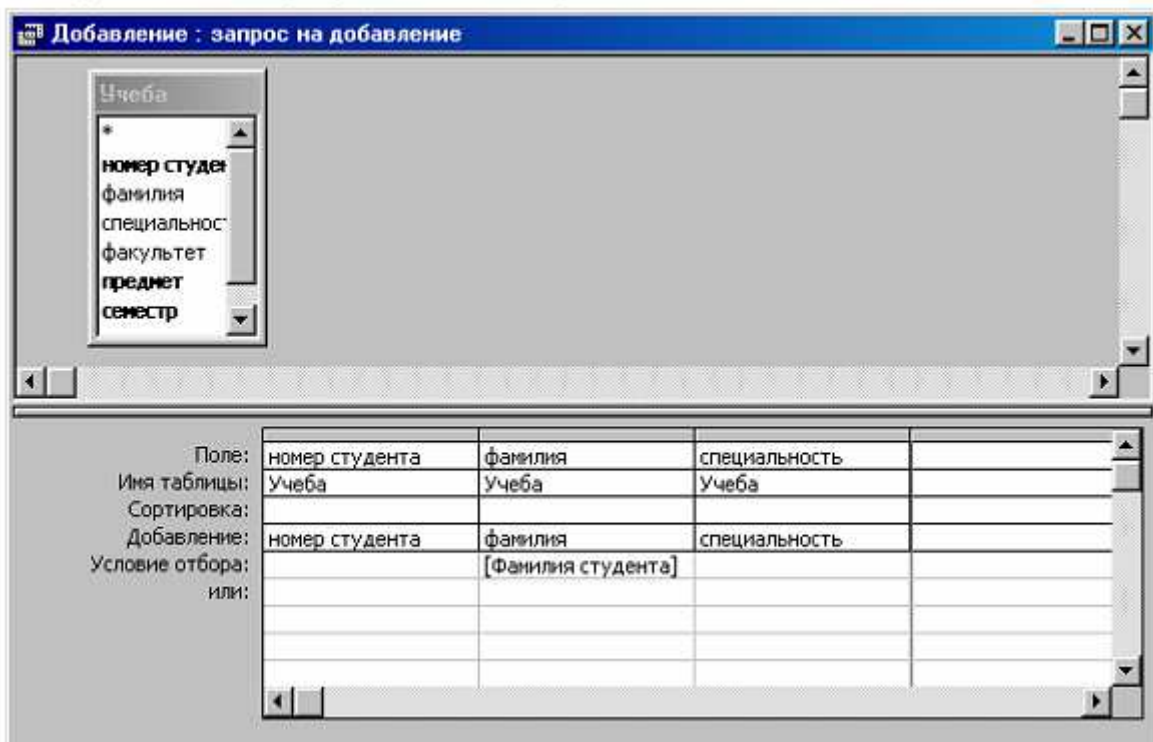 Добавление : запрос на добавление
Учеба
*
номер студен
фамилия
специальнос
факультет
предмет
семестр
Поле: номер студента фамилия специальность
Имя таблицы: Учеба Учеба Учеба
Сортировка:
Добавление: номер студента фамилия специальность
Условие отбора: [Фамилия студента]
или: